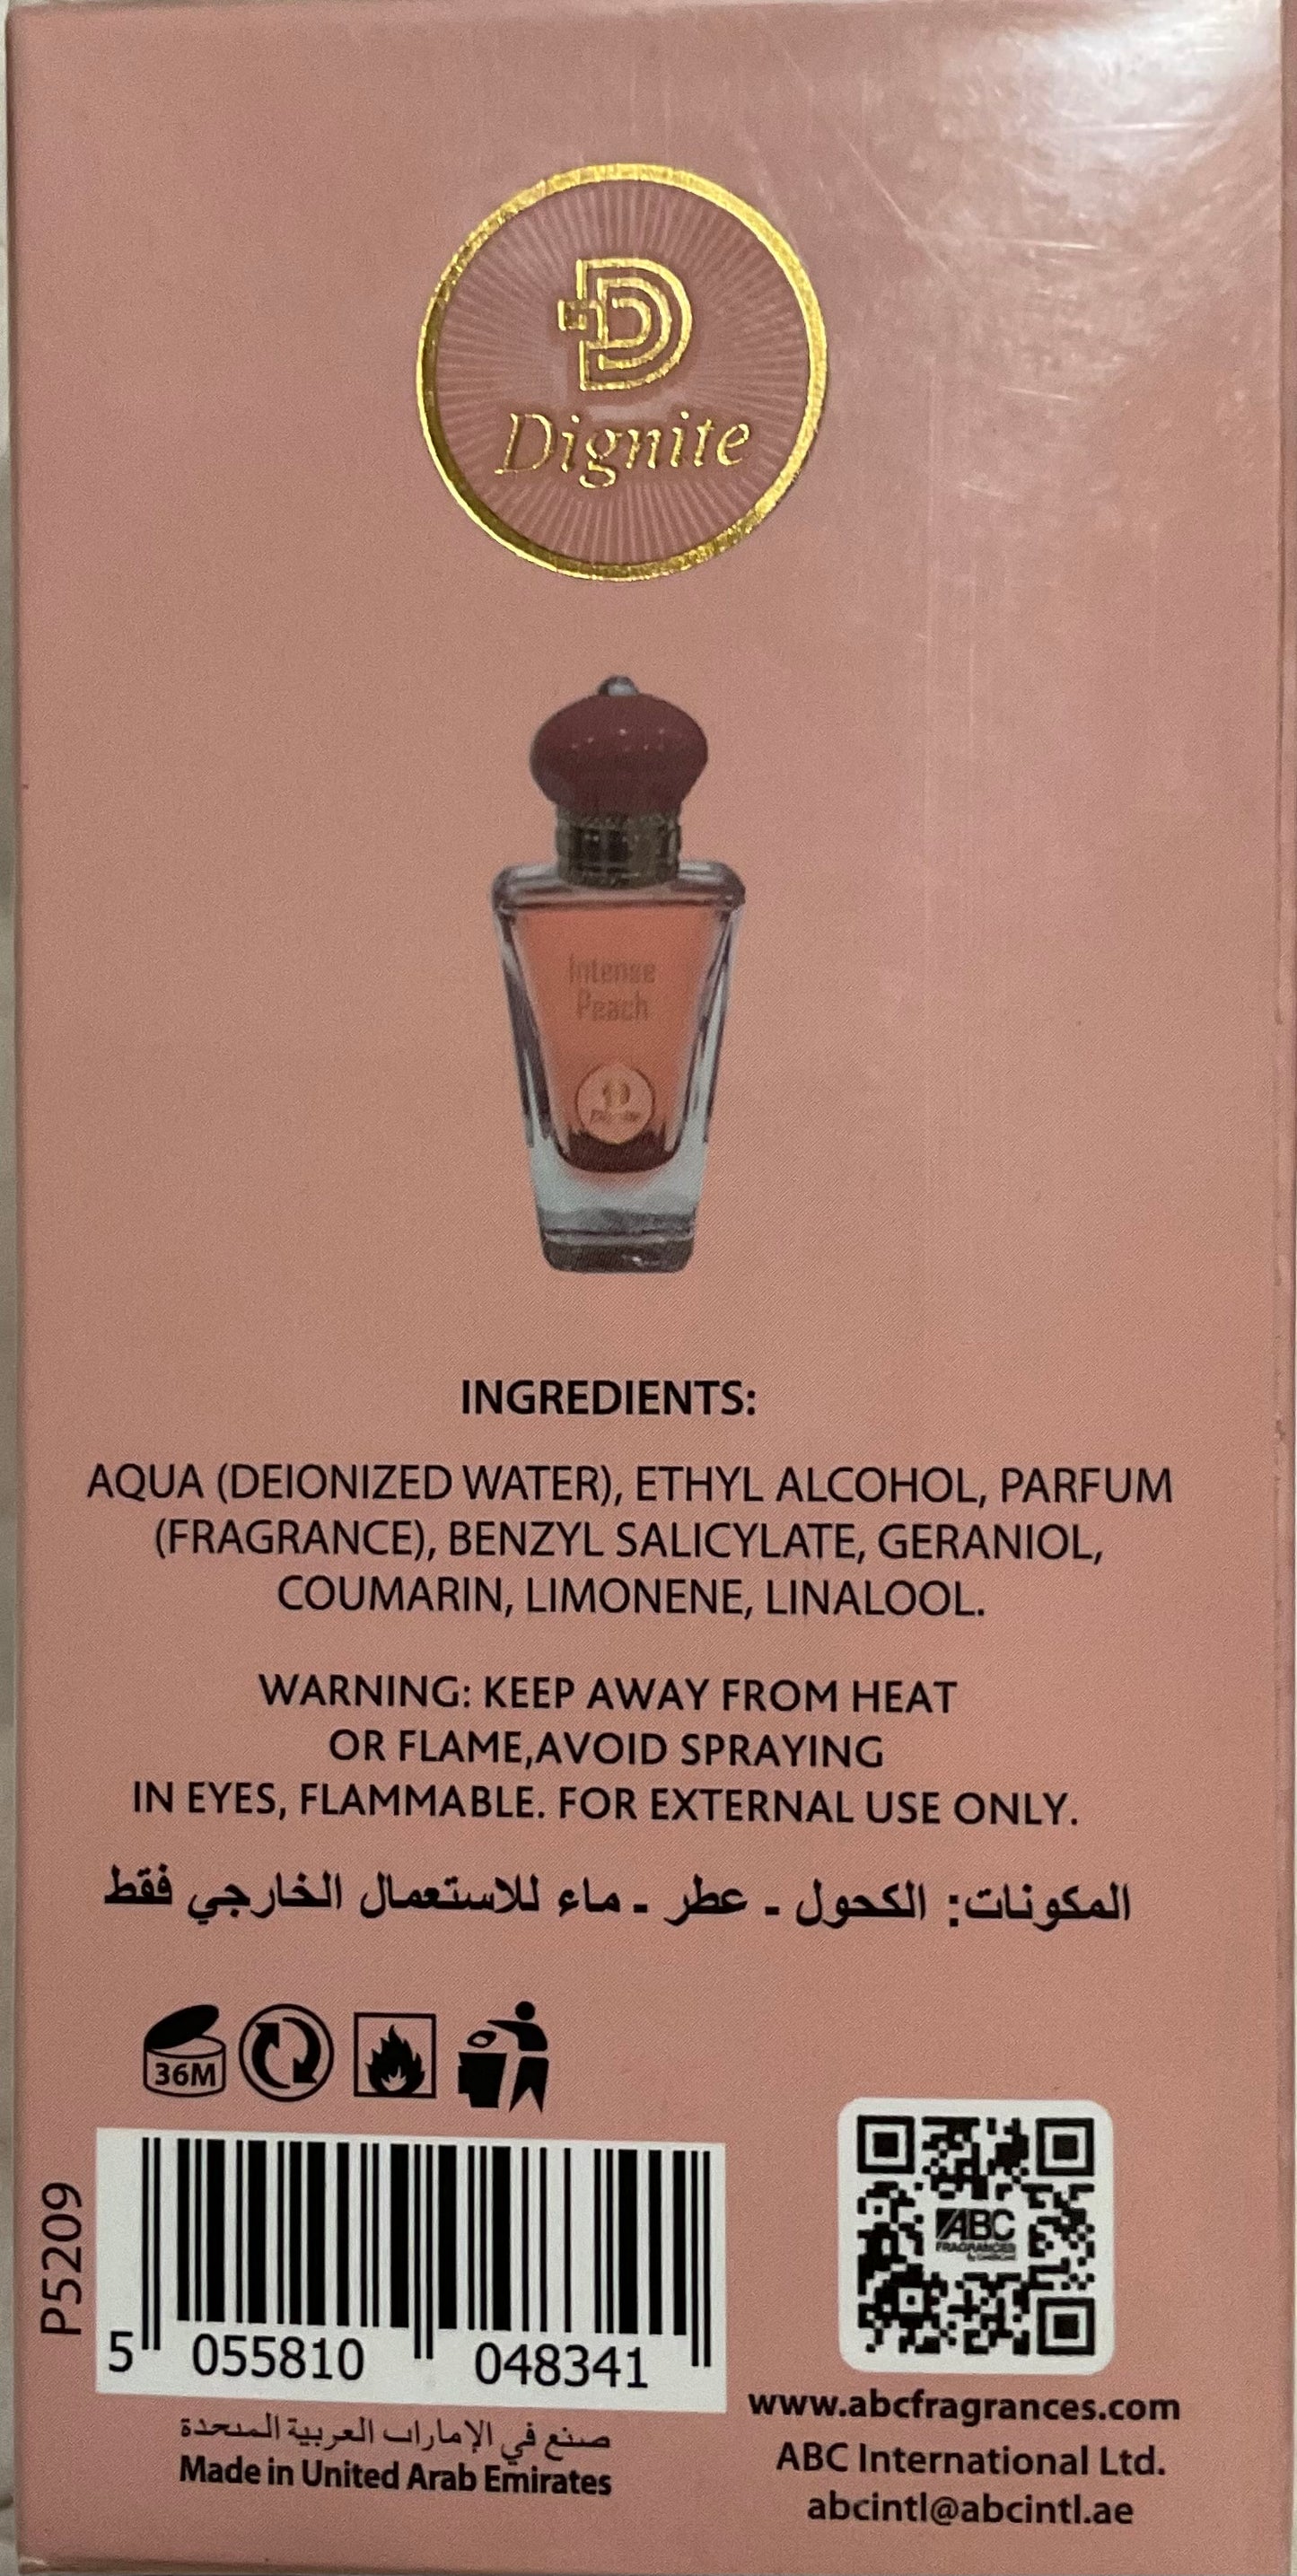 D
Dignite
Intense
Peach
INGREDIENTS:
AQUA (DEIONIZED WATER), ETHYL ALCOHOL, PARFUM
(FRAGRANCE), BENZYL SALICYLATE, GERANIOL,
COUMARIN, LIMONENE, LINALOOL.
WARNING: KEEP AWAY FROM HEAT
OR FLAME,AVOID SPRAYING
IN EYES, FLAMMABLE. FOR EXTERNAL USE ONLY.
المكونات: الكحول - عطر - ماء للاستعمال الخارجي فقط
36M
P5209
5 055810 048341
صنع في الإمارات العربية المتحدة
Made in United Arab Emirates
ABC
FRAGRANCES
www.abcfragrances.com
ABC International Ltd.
abcintl@abcintl.ae